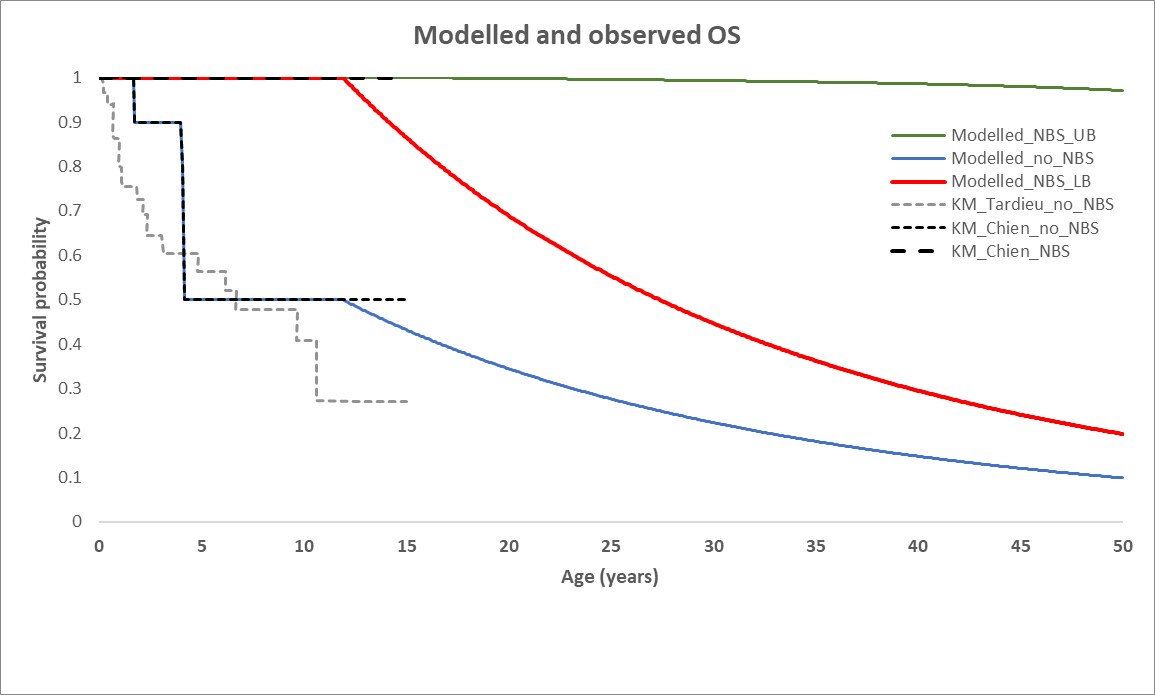 Modelled and observed OS
1
0.9
0.8
0.7
0.6
0.5
0.4
0.3
0.2
0.1
0
Survival probability
0 5 10 15 20 25 30 35 40 45 50
Age (years)
Modelled_NBS_UB
Modelled_no_NBS
Modelled_NBS_LB
KM_Tardieu_no_NBS
KM_Chien_no_NBS
KM_Chien_NBS